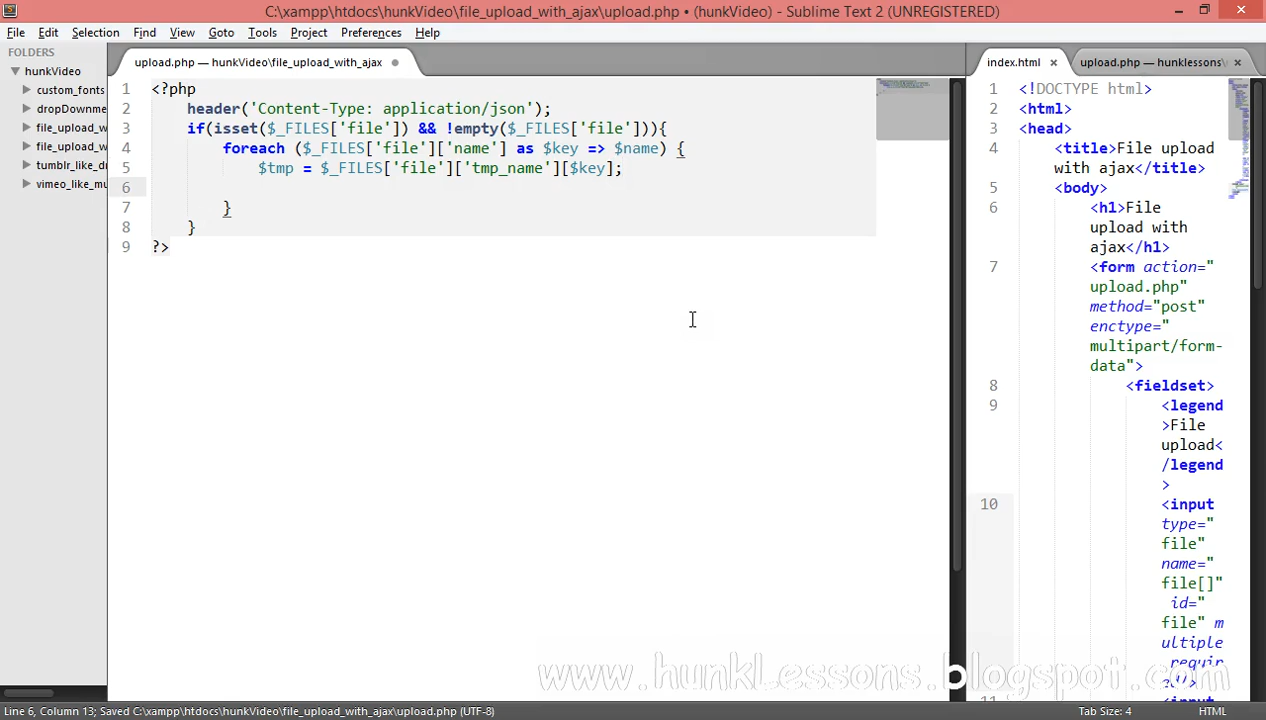 C:\xampp\htdocs\hunkVideo\file_upload_with_ajax\upload.php • (hunkVideo) - Sublime Text 2 (UNREGISTERED)
File Edit Selection Find View Goto Tools Project Preferences Help
FOLDERS
hunkVideo
custom_fonts
dropDownme
file_upload_w
file_upload_w
tumblr_like_dr
vimeo_like_mu
upload.php — hunkVideo\file_upload_with_ajax
1 <?php
2 header('Content-Type: application/json');
3 if(isset($_FILES['file']) && !empty($_FILES['file'])){
4 foreach ($_FILES['file']['name'] as $key => $name) {
5 $tmp = $_FILES['file']['tmp_name'][$key];
6
7 }
8 }
9 ?>
index.html
upload.php — hunklessons\
1 <!DOCTYPE html>
2 <html>
3 <head>
4 <title>File upload
with ajax</title>
5 <body>
6 <h1>File
upload with
ajax</h1>
7 <form action="
upload.php"
method="post"
enctype="
multipart/form-
data">
8 <fieldset>
9 <legend
>File
upload<
/legend
>
10 <input
type="
file"
name="
file[]"
id="
file" m
ultiple
www.hunkLessons.blogspot.com
Line 6, Column 13; Saved C:\xampp\htdocs\hunkVideo\file_upload_with_ajax\upload.php (UTF-8)
Tab Size: 4
HTML